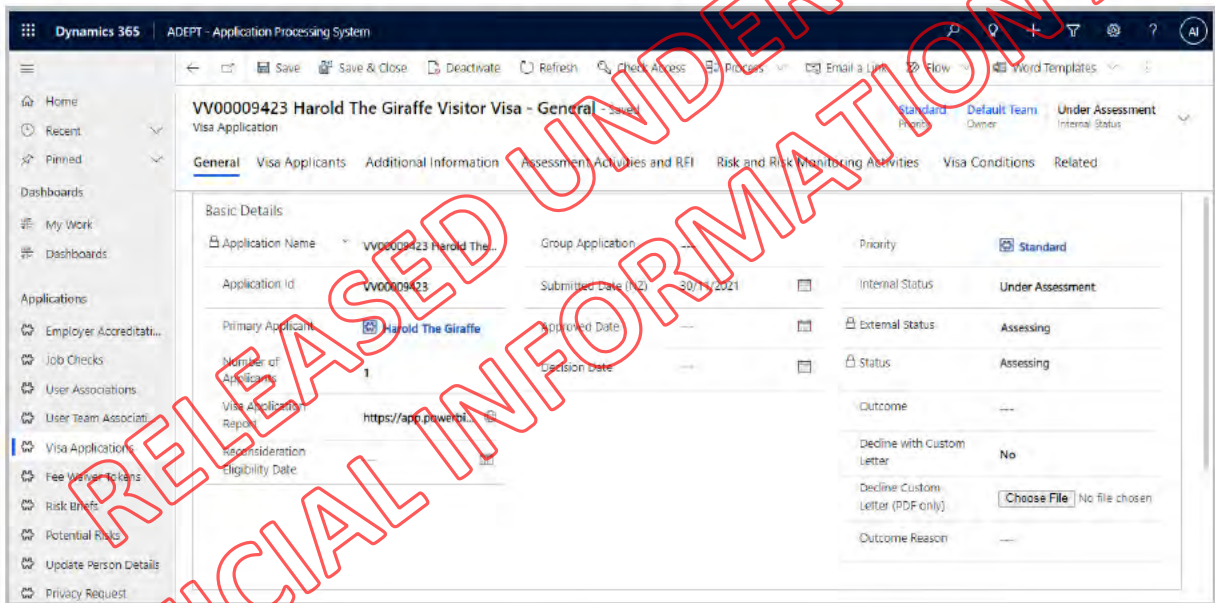 Dynamics 365 ADEPT - Application Processing System ? AI
Save Save & Close Deactivate Refresh Check Access Process Email a Link Flow Word Templates
Home
Recent
Pinned
Dashboards
My Work
Dashboards
Applications
Employer Accreditati...
Job Checks
User Associations
User Team Associati...
Visa Applications
Fee Waiver Tokens
Risk Briefs
Potential Risks
Update Person Details
Privacy Request
VV00009423 Harold The Giraffe Visitor Visa - General - Saved
Visa Application
Standard Default Team Under Assessment
Priority Owner Internal Status
General Visa Applicants Additional Information Assessment Activities and RFI Risk and Risk Monitoring Activities Visa Conditions Related
Basic Details
Application Name * VV00009423 Harold The...
Application Id VV00009423
Primary Applicant Harold The Giraffe
Number of
Applicants 1
Visa Application
Report https://app.powerbi...
Reconsideration
Eligibility Date ---
Group Application ---
Submitted Date (NZ) 30/11/2021
Approved Date ---
Decision Date ---
Priority Standard
Internal Status Under Assessment
External Status Assessing
Status Assessing
Outcome ---
Decline with Custom
Letter No
Decline Custom
Letter (PDF only) Choose File No file chosen
Outcome Reason ---
RELEASED UNDER
INFORMATION